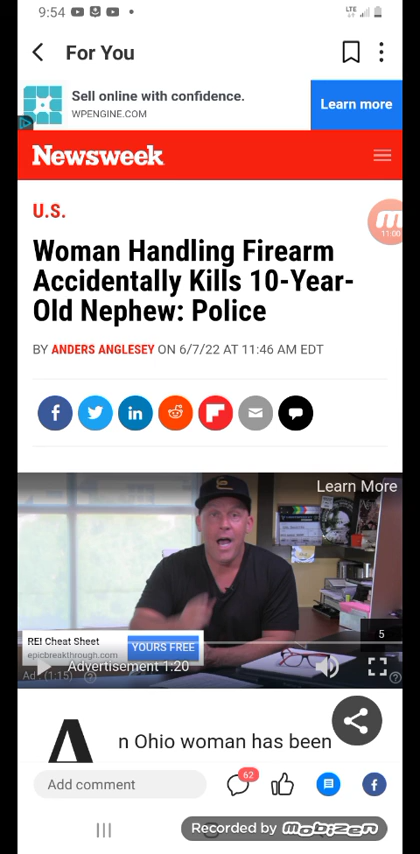 9:54
LTE
For You
Sell online with confidence.
WPENGINE.COM
Learn more
Newsweek
U.S.
11:00
Woman Handling Firearm
Accidentally Kills 10-Year-
Old Nephew: Police
BY ANDERS ANGLESEY ON 6/7/22 AT 11:46 AM EDT
Learn More
5
REI Cheat Sheet
epicbreakthrough.com
YOURS FREE
Advertisement 1:20
Ad (1:15)
An Ohio woman has been
Add comment
62
Recorded by mobizen